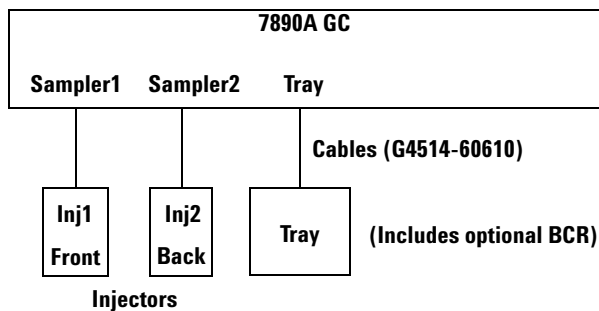 7890A GC
Sampler1 Sampler2 Tray
Cables (G4514-60610)
Inj1 Inj2
Tray (Includes optional BCR)
Front Back
Injectors